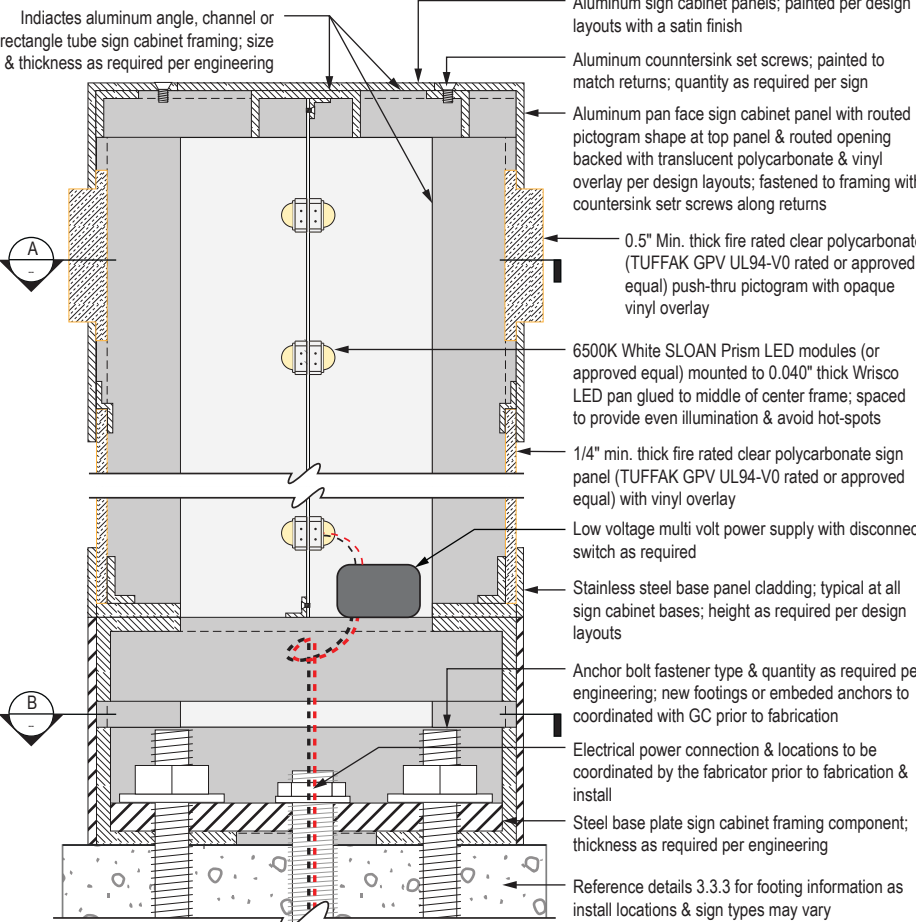 Indiactes aluminum angle, channel or
rectangle tube sign cabinet framing; size
& thickness as required per engineering
Aluminum sign cabinet panels; painted per design
layouts with a satin finish
Aluminum counntersink set screws; painted to
match returns; quantity as required per sign
Aluminum pan face sign cabinet panel with routed
pictogram shape at top panel & routed opening
backed with translucent polycarbonate & vinyl
overlay per design layouts; fastened to framing with
countersink setr screws along returns
A
-
0.5" Min. thick fire rated clear polycarbonate
(TUFFAK GPV UL94-V0 rated or approved
equal) push-thru pictogram with opaque
vinyl overlay
6500K White SLOAN Prism LED modules (or
approved equal) mounted to 0.040" thick Wrisco
LED pan glued to middle of center frame; spaced
to provide even illumination & avoid hot-spots
1/4" min. thick fire rated clear polycarbonate sign
panel (TUFFAK GPV UL94-V0 rated or approved
equal) with vinyl overlay
Low voltage multi volt power supply with disconnec
switch as required
Stainless steel base panel cladding; typical at all
sign cabinet bases; height as required per design
layouts
B
-
Anchor bolt fastener type & quantity as required per
engineering; new footings or embeded anchors to
coordinated with GC prior to fabrication
Electrical power connection & locations to be
coordinated by the fabricator prior to fabrication &
install
Steel base plate sign cabinet framing component;
thickness as required per engineering
Reference details 3.3.3 for footing information as
install locations & sign types may vary